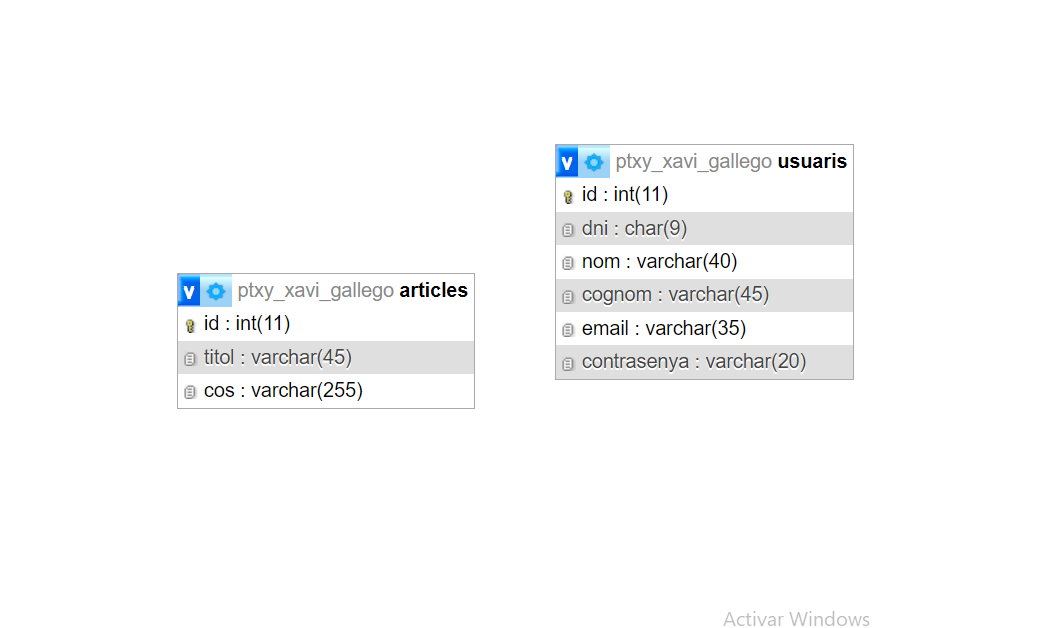 ptxy_xavi_gallego articles
id : int(11)
titol : varchar(45)
cos : varchar(255)
ptxy_xavi_gallego usuaris
id : int(11)
dni : char(9)
nom : varchar(40)
cognom : varchar(45)
email : varchar(35)
contrasenya : varchar(20)
Activar Windows